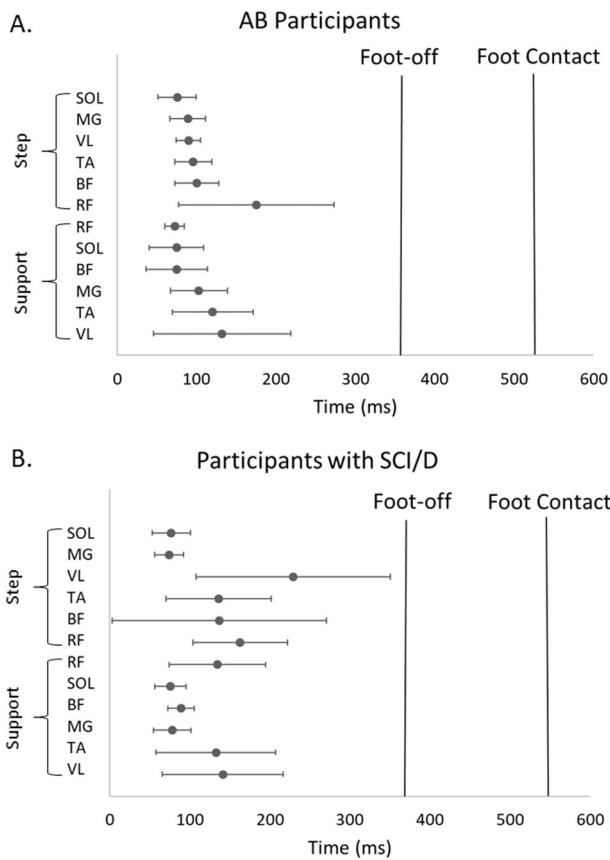 A.
AB Participants
Foot-off
Foot Contact
Step
SOL
MG
VL
TA
BF
RF
Support
RF
SOL
BF
MG
TA
VL
0 100 200 300 400 500 600
Time (ms)
B.
Participants with SCI/D
Foot-off
Foot Contact
Step
SOL
MG
VL
TA
BF
RF
Support
RF
SOL
BF
MG
TA
VL
0 100 200 300 400 500 600
Time (ms)